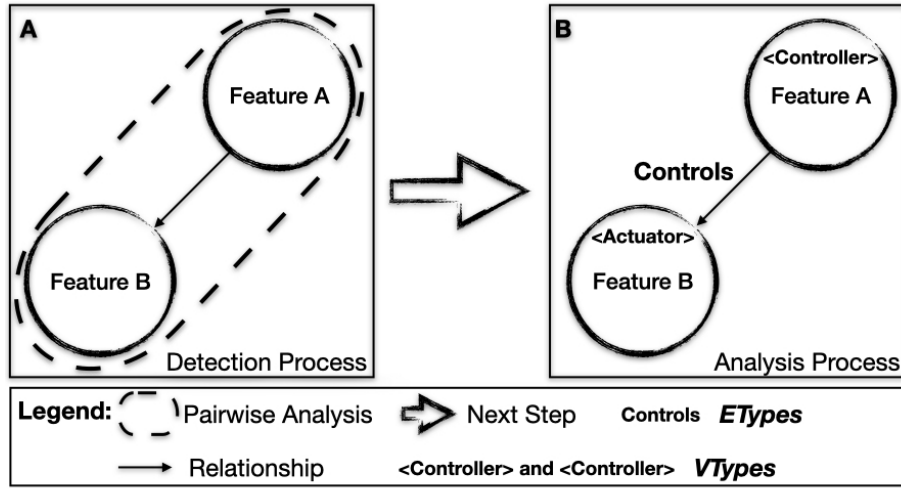 A
Feature A
Feature B
Detection Process
B
<Controller>
Feature A
Controls
<Actuator>
Feature B
Analysis Process
Legend: Pairwise Analysis Next Step Controls ETypes
Relationship <Controller> and <Controller> VTypes